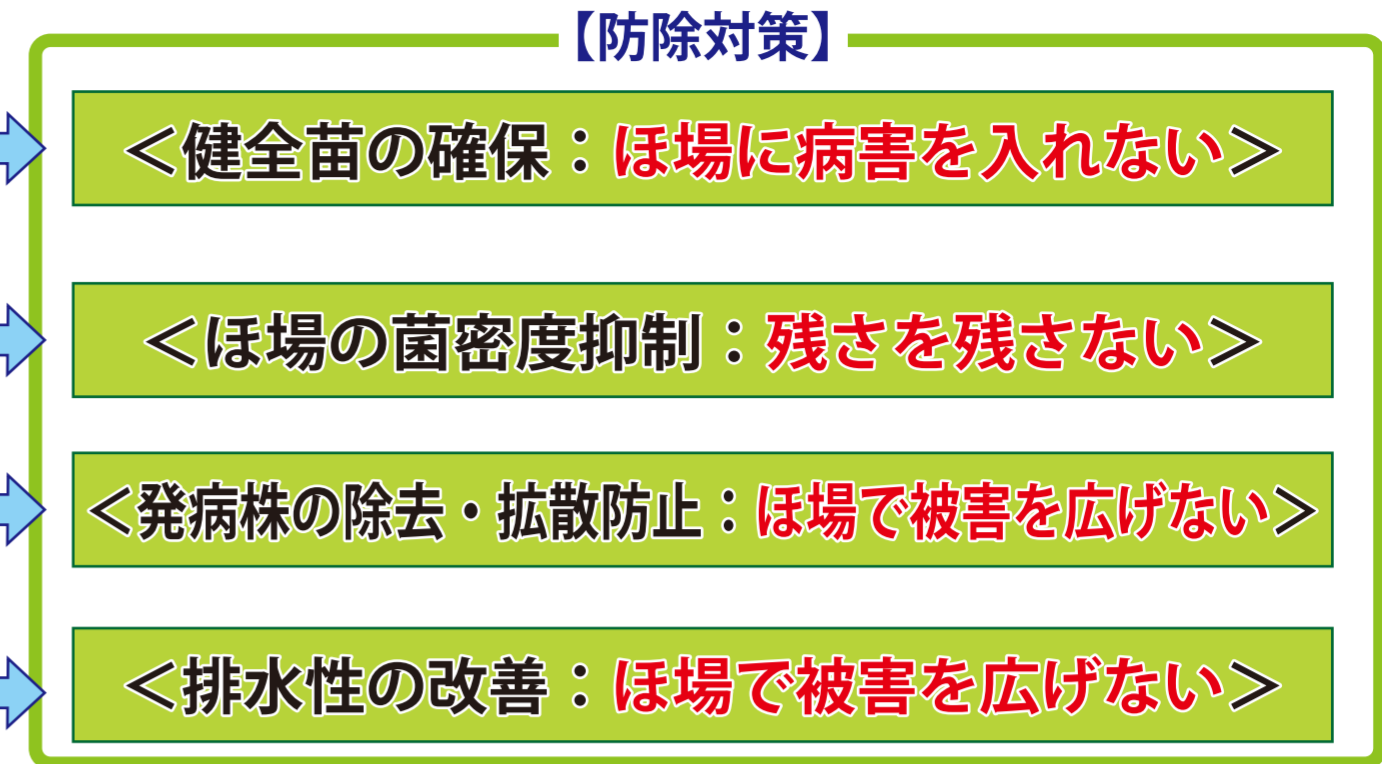 【防除対策】
＜健全苗の確保：ほ場に病害を入れない＞
＜ほ場の菌密度抑制：残さを残さない＞
＜発病株の除去・拡散防止：ほ場で被害を広げない＞
＜排水性の改善：ほ場で被害を広げない＞